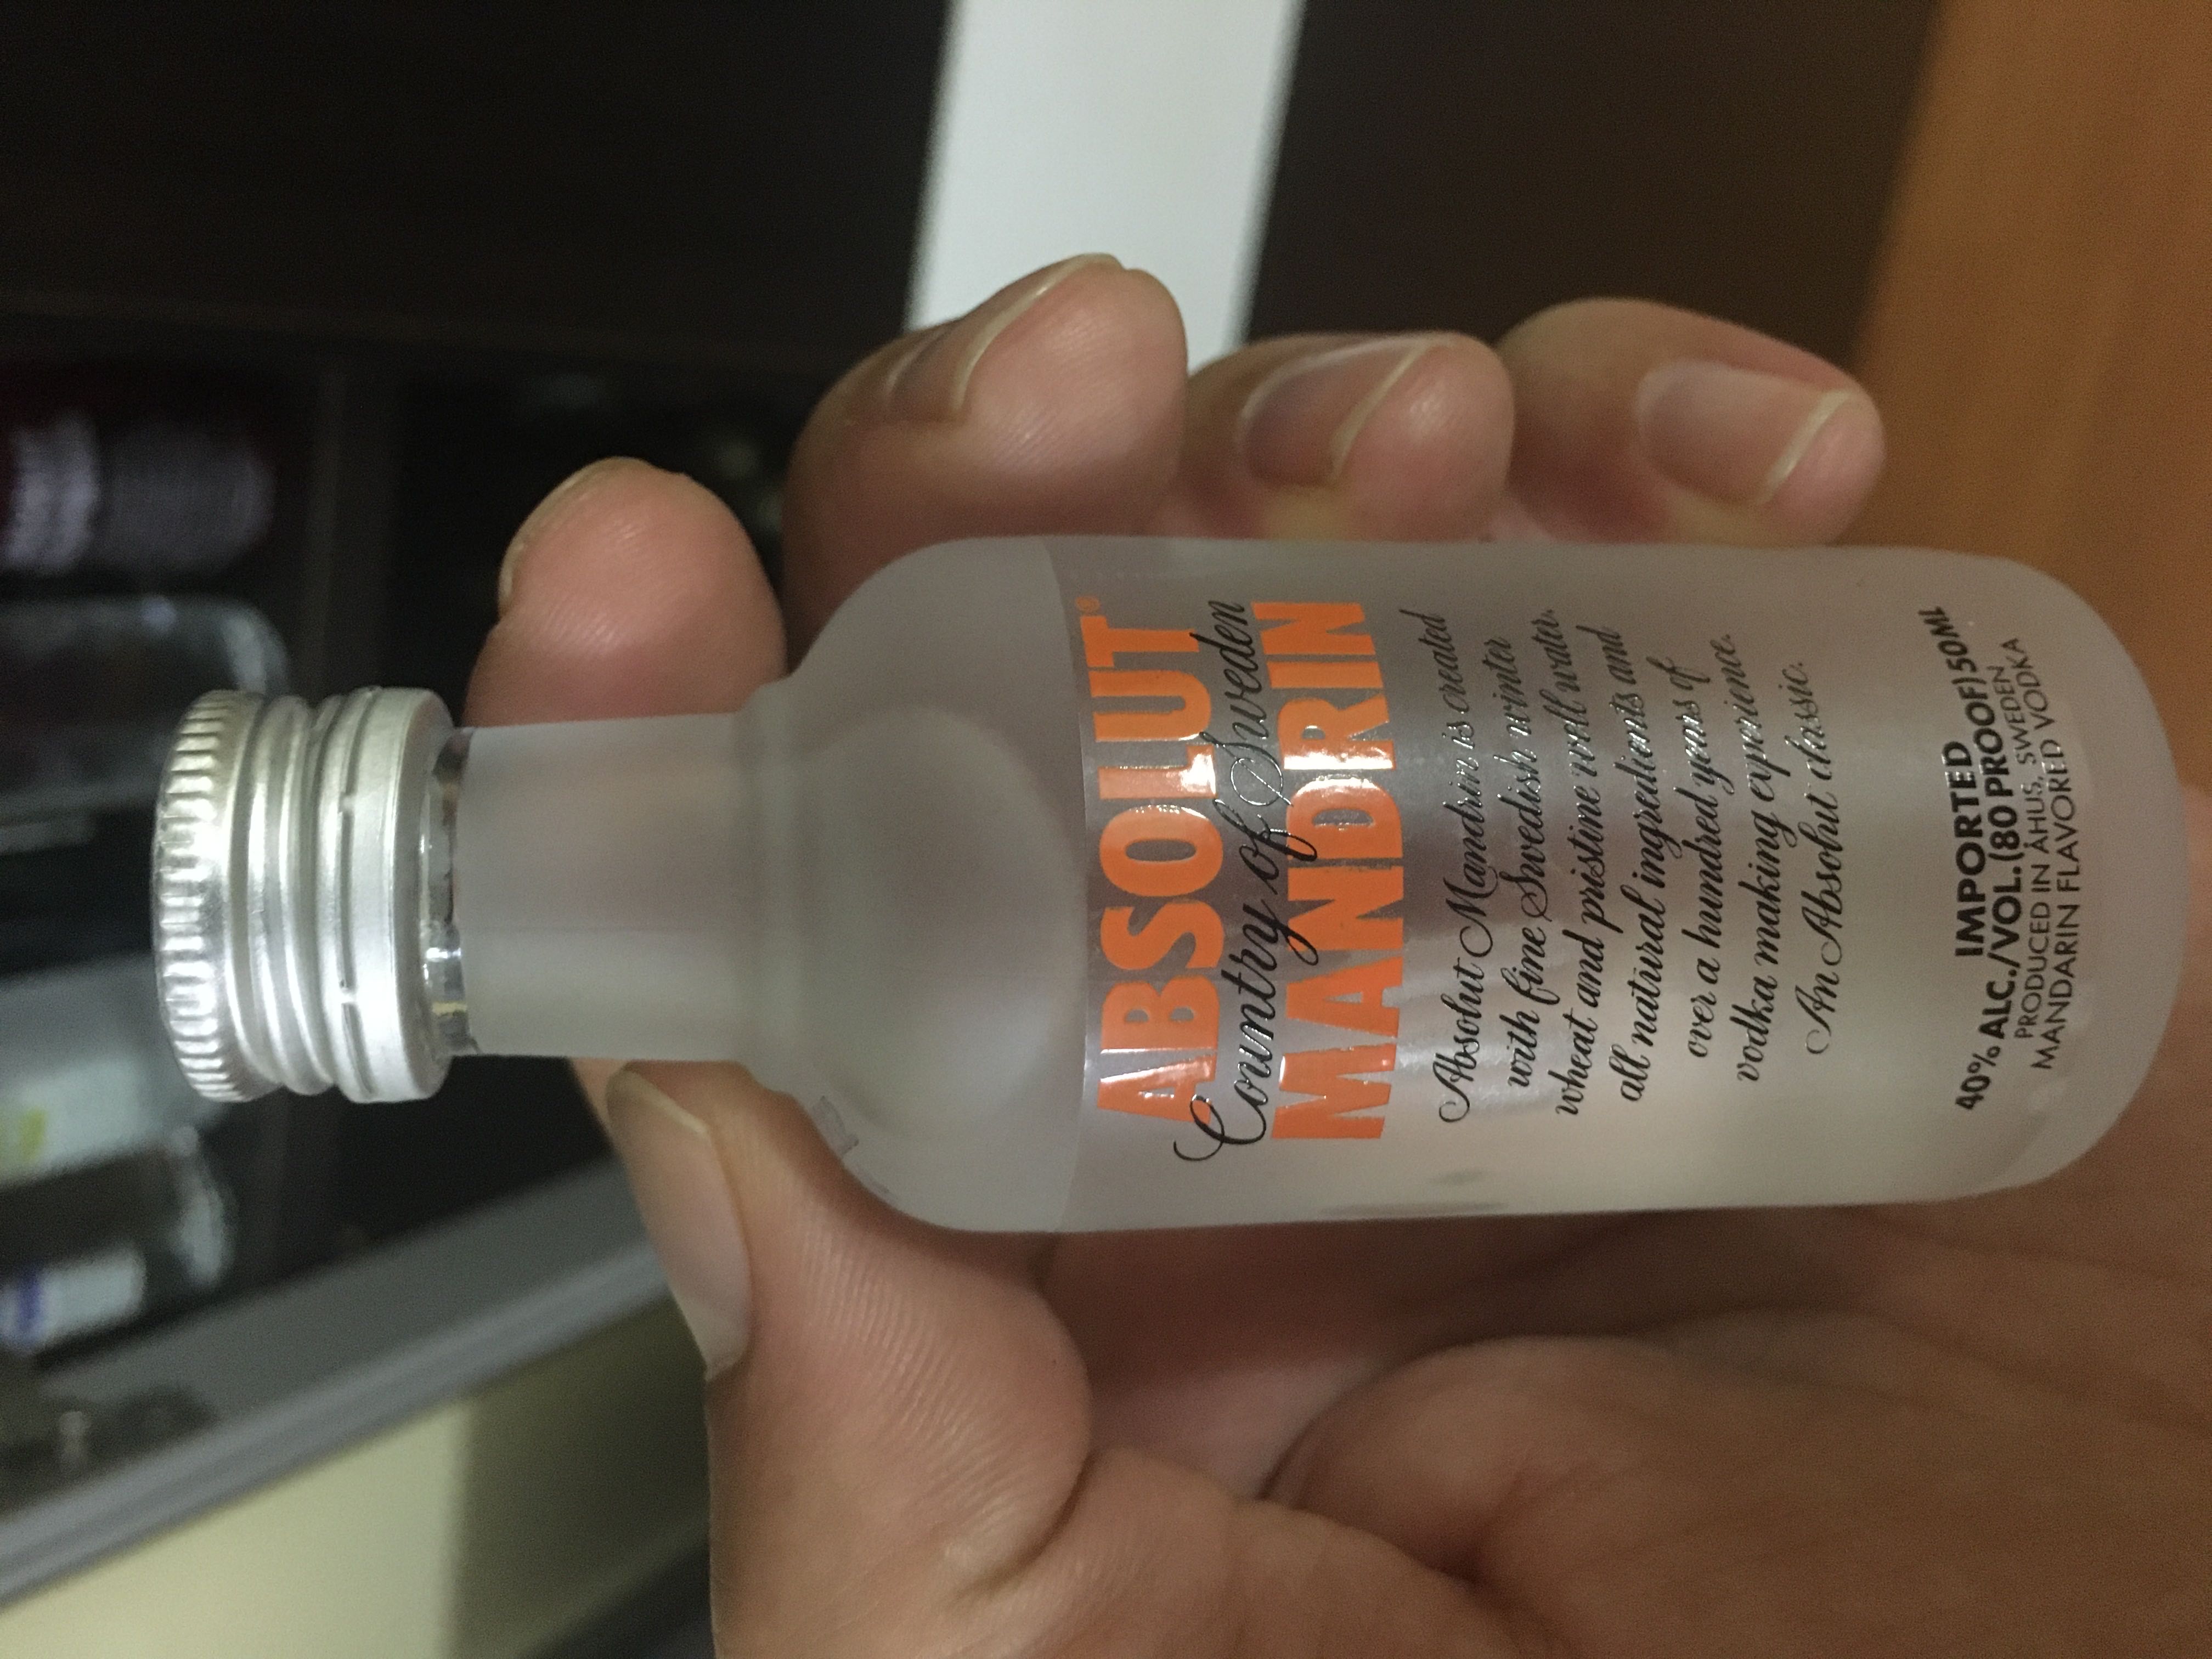 ABSOLUT®
Country of Sweden
MANDRIN
Absolut Mandrin is created
with fine Swedish winter
wheat and pristine well water,
all natural ingredients and
over a hundred years of
vodka making experience.
An Absolut classic.
IMPORTED
40% ALC./VOL.(80 PROOF) 50ML
PRODUCED IN ÅHUS, SWEDEN
MANDARIN FLAVORED VODKA